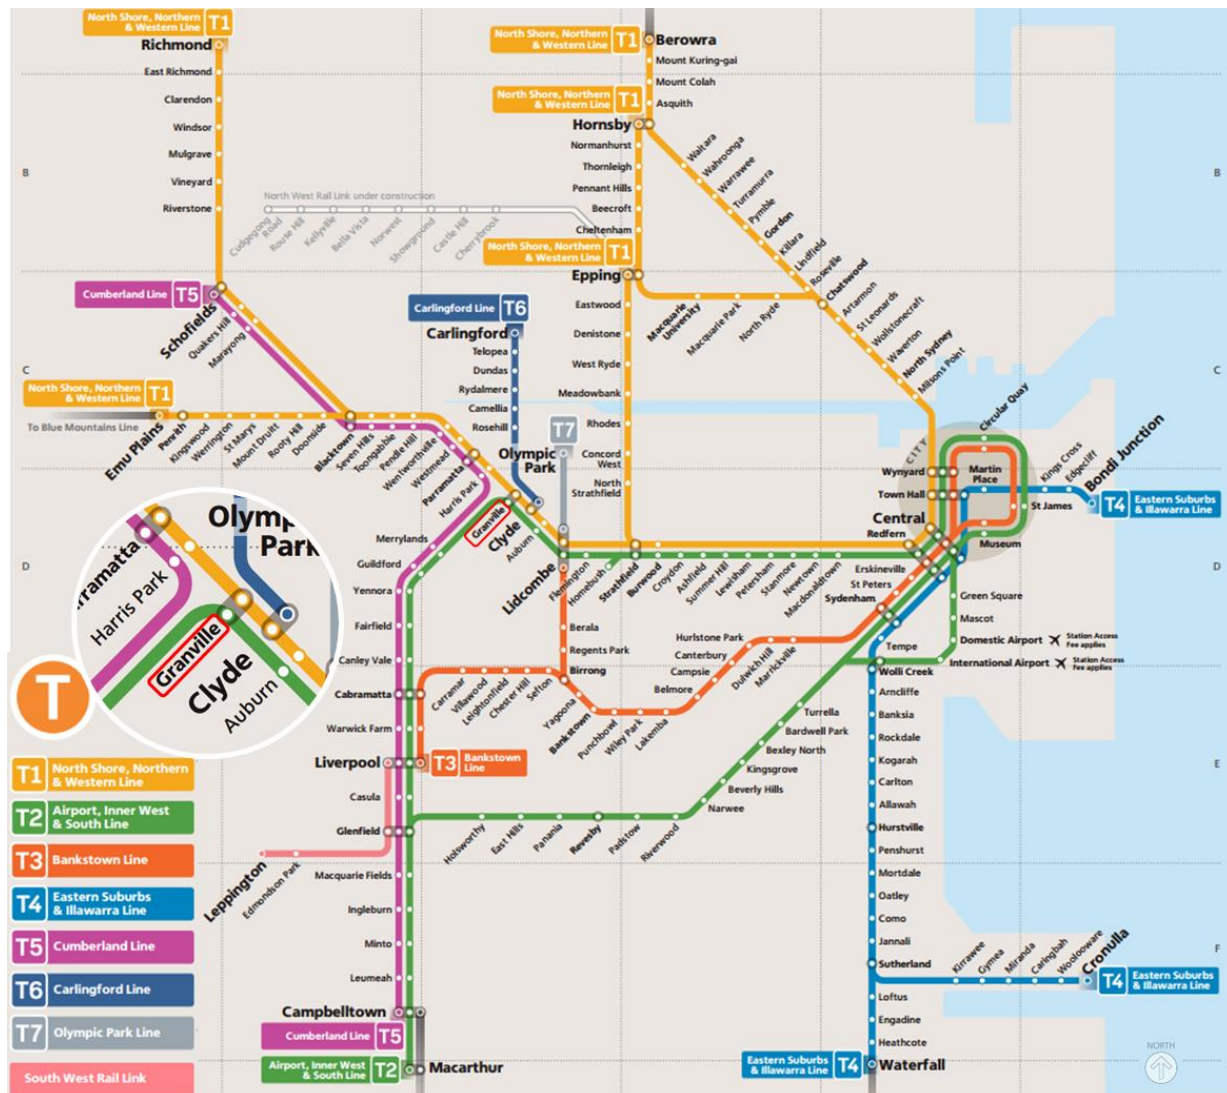 North Shore, Northern
& Western Line
T1
Richmond
East Richmond
Clarendon
Windsor
Mulgrave
Vineyard
Riverstone
North Shore, Northern
& Western Line
T1
Berowra
Mount Kuring-gai
Mount Colah
Asquith
North Shore, Northern
& Western Line
T1
Hornsby
Normanhurst
Thornleigh
Pennant Hills
Beecroft
Cheltenham
North Shore, Northern
& Western Line
T1
Epping
Waitara
Wahroonga
Warrawee
Turramurra
Pymble
Gordon
Killara
Lindfield
Roseville
Chatswood
Artarmon
St Leonards
Wollstonecraft
Waverton
North Sydney
Milsons Point
B
B
North West Rail Link under construction
Cudgegong
Road
Rouse Hill
Kellyville
Bella Vista
Norwest
Showground
Castle Hill
Cherrybrook
Cumberland Line
T5
Schofields
Quakers Hill
Marayong
Carlingford Line
T6
Carlingford
Telopea
Dundas
Rydalmere
Camellia
Rosehill
Eastwood
Denistone
West Ryde
Meadowbank
Rhodes
Concord
West
North
Strathfield
Macquarie
University
Macquarie Park
North Ryde
C
C
North Shore, Northern
& Western Line
T1
To Blue Mountains Line
Emu Plains
Penrith
Kingswood
Werrington
St Marys
Mount Druitt
Rooty Hill
Doonside
Blacktown
Seven Hills
Toongabbie
Pendle Hill
Wentworthville
Westmead
Parramatta
Harris Park
T7
Olympic
Park
CITY
Circular Quay
Wynyard
Martin
Place
Town Hall
St James
Central
Redfern
Museum
Kings Cross
Edgecliff
Bondi Junction
T4
Eastern Suburbs
& Illawarra Line
Granville
Clyde
Auburn
Lidcombe
Flemington
Homebush
Strathfield
Burwood
Croydon
Ashfield
Summer Hill
Lewisham
Petersham
Stanmore
Newtown
Macdonaldtown
Erskineville
St Peters
Sydenham
Green Square
Mascot
Domestic Airport
Station Access
Fee applies
International Airport
Station Access
Fee applies
D
D
Merrylands
Guildford
Yennora
Fairfield
Canley Vale
Cabramatta
Warwick Farm
Liverpool
Casula
Glenfield
Macquarie Fields
Ingleburn
Minto
Leumeah
Campbelltown
Cumberland Line
T5
Airport, Inner West
& South Line
T2
Macarthur
Berala
Regents Park
Birrong
Carramar
Villawood
Leightonfield
Chester Hill
Sefton
Yagoona
Bankstown
Punchbowl
Wiley Park
Lakemba
Belmore
Campsie
Canterbury
Hurlstone Park
Dulwich Hill
Marrickville
T3
Bankstown
Line
Tempe
Wolli Creek
Arncliffe
Banksia
Rockdale
Kogarah
Carlton
Allawah
Hurstville
Penshurst
Mortdale
Oatley
Como
Jannali
Sutherland
Loftus
Engadine
Heathcote
Eastern Suburbs
& Illawarra Line
T4
Waterfall
Turrella
Bardwell Park
Bexley North
Kingsgrove
Beverly Hills
Narwee
Riverwood
Padstow
Revesby
Panania
East Hills
Holsworthy
E
Leppington
Edmondson Park
Kirrawee
Gymea
Miranda
Caringbah
Woolooware
Cronulla
T4
Eastern Suburbs
& Illawarra Line
F
NORTH
Olymp
Park
rramatta
Harris Park
Granville
Clyde
Auburn
T
T1
North Shore, Northern
& Western Line
T2
Airport, Inner West
& South Line
T3
Bankstown Line
T4
Eastern Suburbs
& Illawarra Line
T5
Cumberland Line
T6
Carlingford Line
T7
Olympic Park Line
South West Rail Link